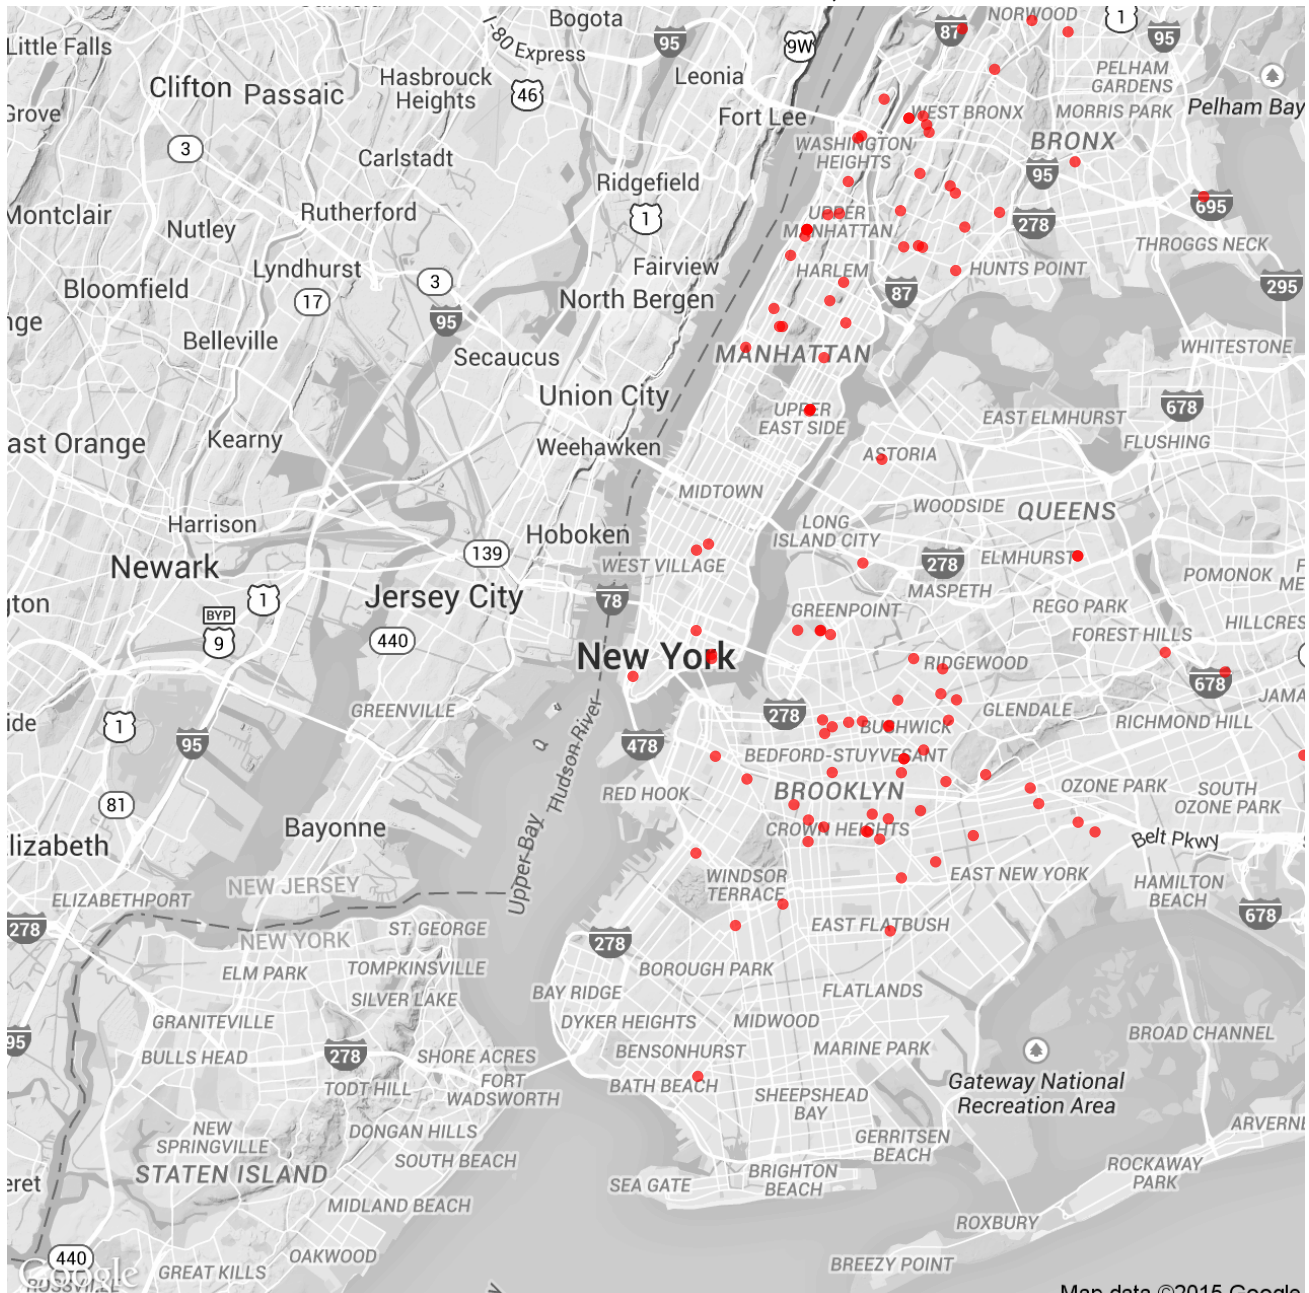 NORWOOD
1
Bogota
Little Falls
I-80 Express
95
9W
87
95
Clifton
Passaic
Hasbrouck
Heights
46
Leonia
PELHAM
GARDENS
Pelham Bay
Grove
Fort Lee
WEST BRONX
MORRIS PARK
3
Carlstadt
WASHINGTON
HEIGHTS
BRONX
95
Ridgefield
Montclair
Rutherford
1
UPPER
MANHATTAN
695
278
Nutley
THROGGS NECK
Lyndhurst
3
Fairview
HARLEM
HUNTS POINT
Bloomfield
17
North Bergen
87
295
95
Belleville
Secaucus
MANHATTAN
WHITESTONE
Union City
UPPER
EAST SIDE
678
EAST ELMHURST
ast Orange
Kearny
Weehawken
ASTORIA
FLUSHING
MIDTOWN
WOODSIDE
QUEENS
Harrison
139
Hoboken
LONG
ISLAND CITY
Newark
WEST VILLAGE
278
ELMHURST
POMONOK
MASPETH
1
78
Jersey City
REGO PARK
BYP
9
440
GREENPOINT
FOREST HILLS
HILLCRES
New York
RIDGEWOOD
678
JAMA
GREENVILLE
278
GLENDALE
RICHMOND HILL
1
95
478
BUSHWICK
Hudson River
BEDFORD-STUYVESANT
81
RED HOOK
BROOKLYN
OZONE PARK
SOUTH
OZONE PARK
Bayonne
CROWN HEIGHTS
Belt Pkwy
lizabeth
Upper Bay
NEW JERSEY
WINDSOR
TERRACE
EAST NEW YORK
HAMILTON
BEACH
ELIZABETHPORT
278
NEW YORK
ST. GEORGE
278
EAST FLATBUSH
678
ELM PARK
TOMPKINSVILLE
BOROUGH PARK
SILVER LAKE
BAY RIDGE
FLATLANDS
GRANITEVILLE
DYKER HEIGHTS
MIDWOOD
BROAD CHANNEL
95
BULLS HEAD
278
SHORE ACRES
BENSONHURST
MARINE PARK
TODT HILL
FORT
WADSWORTH
BATH BEACH
SHEEPSHEAD
BAY
Gateway National
Recreation Area
NEW
SPRINGVILLE
DONGAN HILLS
GERRITSEN
BEACH
ARVERNE
STATEN ISLAND
SOUTH BEACH
BRIGHTON
BEACH
ROCKAWAY
PARK
SEA GATE
MIDLAND BEACH
ROXBURY
440
OAKWOOD
Google
GREAT KILLS
BREEZY POINT
Map data ©2015 Google